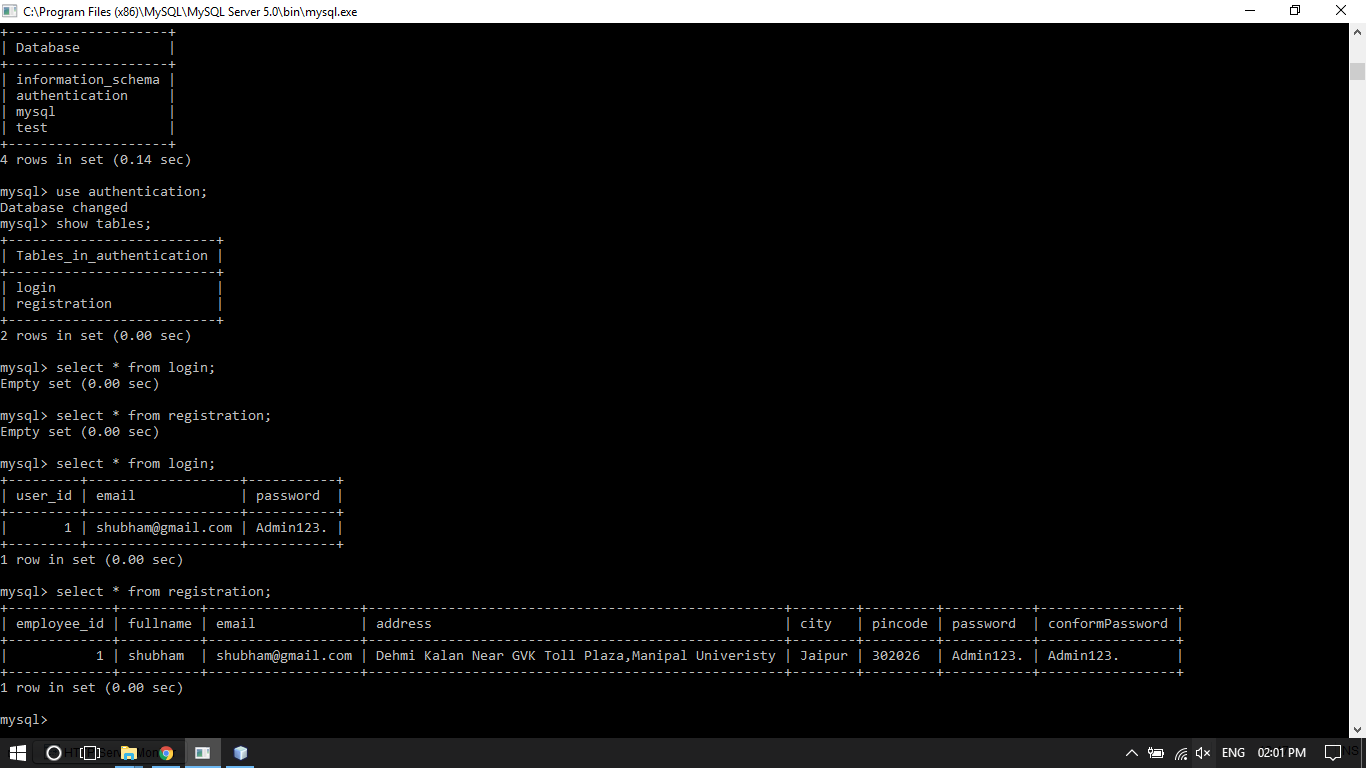 C:\Program Files (x86)\MySQL\MySQL Server 5.0\bin\mysql.exe
+--------------------+
| Database           |
+--------------------+
| information_schema |
| authentication     |
| mysql              |
| test               |
+--------------------+
4 rows in set (0.14 sec)
mysql> use authentication;
Database changed
mysql> show tables;
+--------------------------+
| Tables_in_authentication |
+--------------------------+
| login                    |
| registration             |
+--------------------------+
2 rows in set (0.00 sec)
mysql> select * from login;
Empty set (0.00 sec)
mysql> select * from registration;
Empty set (0.00 sec)
mysql> select * from login;
+---------+-------------------+-----------+
| user_id | email             | password  |
+---------+-------------------+-----------+
|       1 | shubham@gmail.com | Admin123. |
+---------+-------------------+-----------+
1 row in set (0.00 sec)
mysql> select * from registration;
+-------------+----------+-------------------+----------------------------------------------------+--------+---------+-----------+-----------------+
| employee_id | fullname | email             | address                                            | city   | pincode | password  | conformPassword |
+-------------+----------+-------------------+----------------------------------------------------+--------+---------+-----------+-----------------+
|           1 | shubham  | shubham@gmail.com | Dehmi Kalan Near GVK Toll Plaza,Manipal Univeristy | Jaipur | 302026  | Admin123. | Admin123.       |
+-------------+----------+-------------------+----------------------------------------------------+--------+---------+-----------+-----------------+
1 row in set (0.00 sec)
mysql>
ENG 02:01 PM